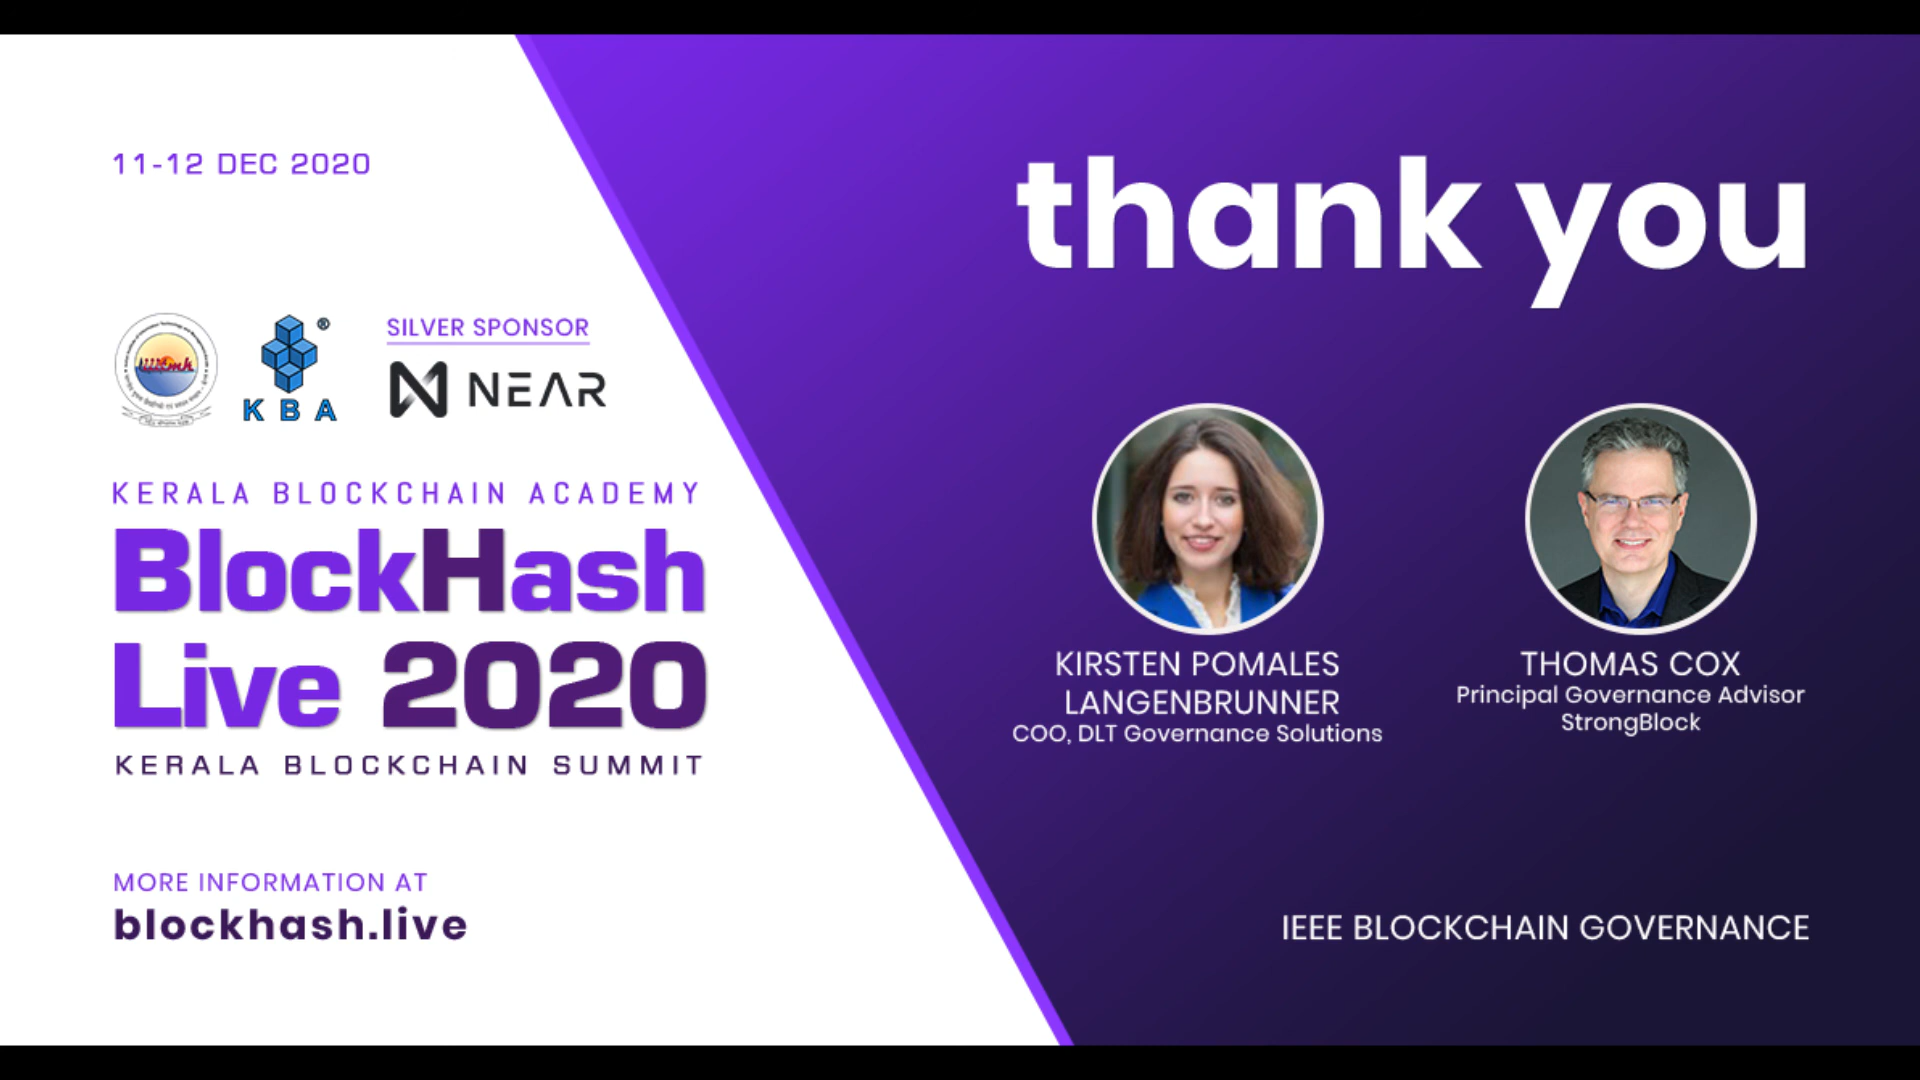 11-12 DEC 2020
KBA
®
SILVER SPONSOR
NEAR
KERALA BLOCKCHAIN ACADEMY
BlockHash
Live 2020
KERALA BLOCKCHAIN SUMMIT
MORE INFORMATION AT
blockhash.live
thank you
KIRSTEN POMALES
LANGENBRUNNER
COO, DLT Governance Solutions
THOMAS COX
Principal Governance Advisor
StrongBlock
IEEE BLOCKCHAIN GOVERNANCE